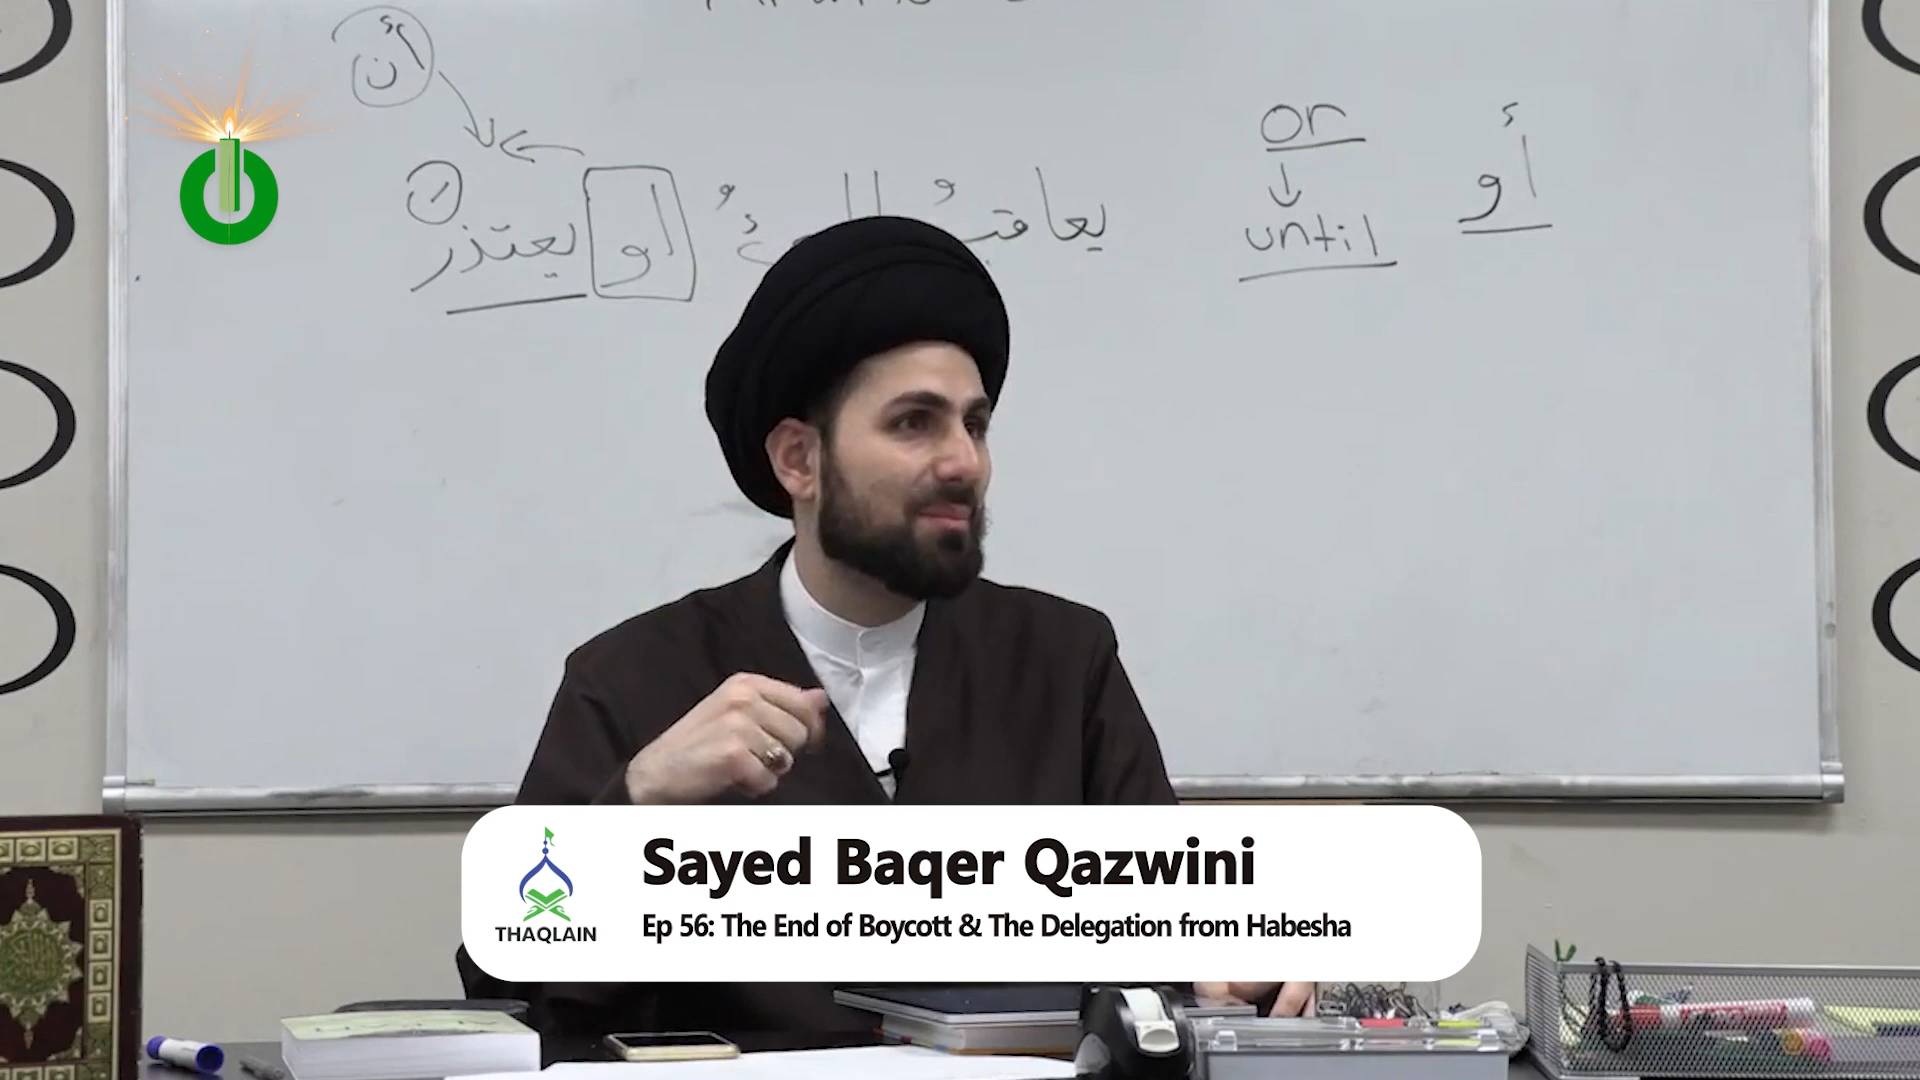 أن
or
أو
until
يعاقبُ
أو يعتذر
Sayed Baqer Qazwini
Ep 56: The End of Boycott & The Delegation from Habesha
THAQLAIN